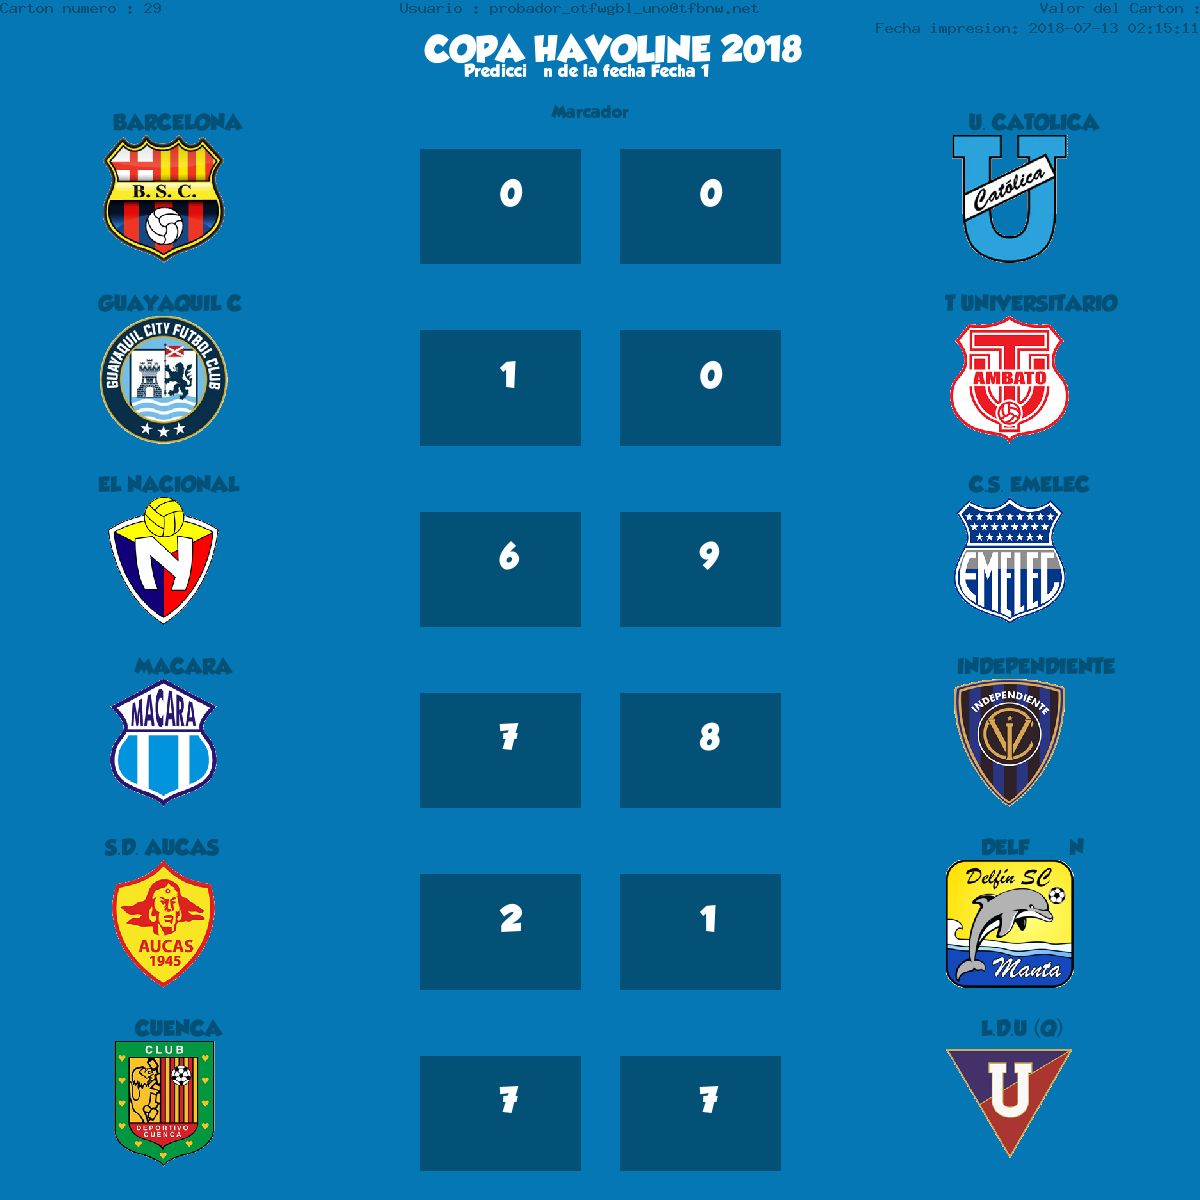 Carton numero : 29 Usuario : probador_otfwgbl_uno@tfbnw.net Valor del Carton :
Fecha impresion: 2018-07-13 02:15:11
COPA HAVOLINE 2018
Predicci n de la fecha Fecha 1
Marcador
BARCELONA U. CATOLICA
B. S. C. 0 0 Católica
GUAYAQUIL C T UNIVERSITARIO
GUAYAQUIL CITY FUTBOL CLUB 1 0 T AMBATO U
EL NACIONAL C.S. EMELEC
N 6 9 EMELEC
MACARA INDEPENDIENTE
MACARA 7 8 INDEPENDIENTE
S.D. AUCAS DELF N
AUCAS 1945 2 1 Delfín SC Manta
CUENCA L.D.U (Q)
CLUB DEPORTIVO CUENCA 7 7 U